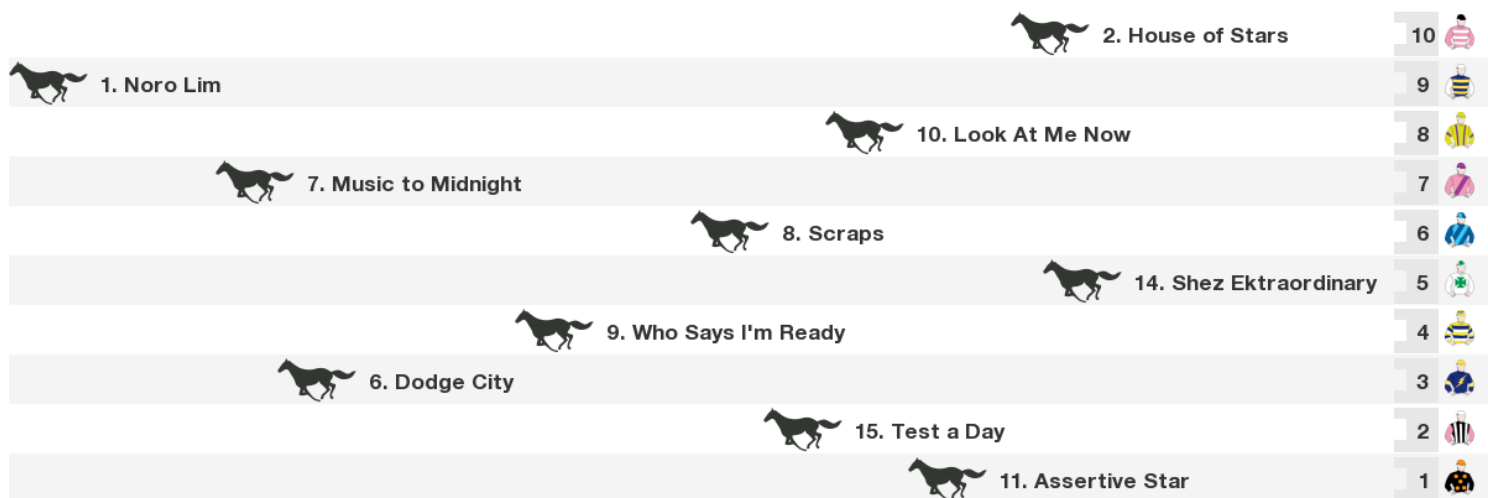 2. House of Stars 10
1. Noro Lim 9
10. Look At Me Now 8
7. Music to Midnight 7
8. Scraps 6
14. Shez Ektraordinary 5
9. Who Says I'm Ready 4
6. Dodge City 3
15. Test a Day 2
11. Assertive Star 1